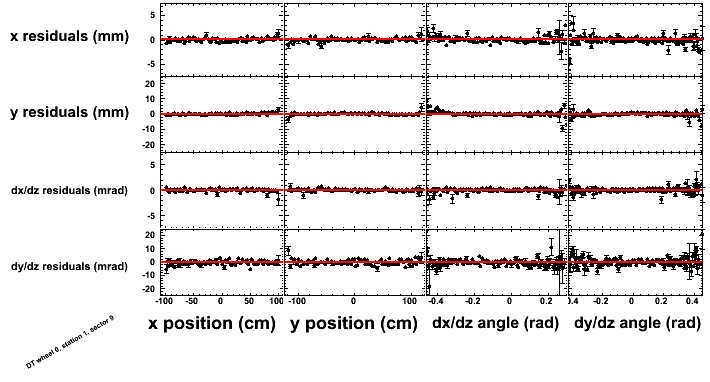 x residuals (mm)
5
0
-5
y residuals (mm)
20
10
0
-10
-20
dx/dz residuals (mrad)
5
0
-5
dy/dz residuals (mrad)
20
10
0
-10
-20
-100 -50 0 50 100 -100 0 100 -0.4 -0.2 0 0.2 -0.4 -0.2 0 0.2 0.4
x position (cm) y position (cm) dx/dz angle (rad) dy/dz angle (rad)
DT wheel 0, station 1, sector 9